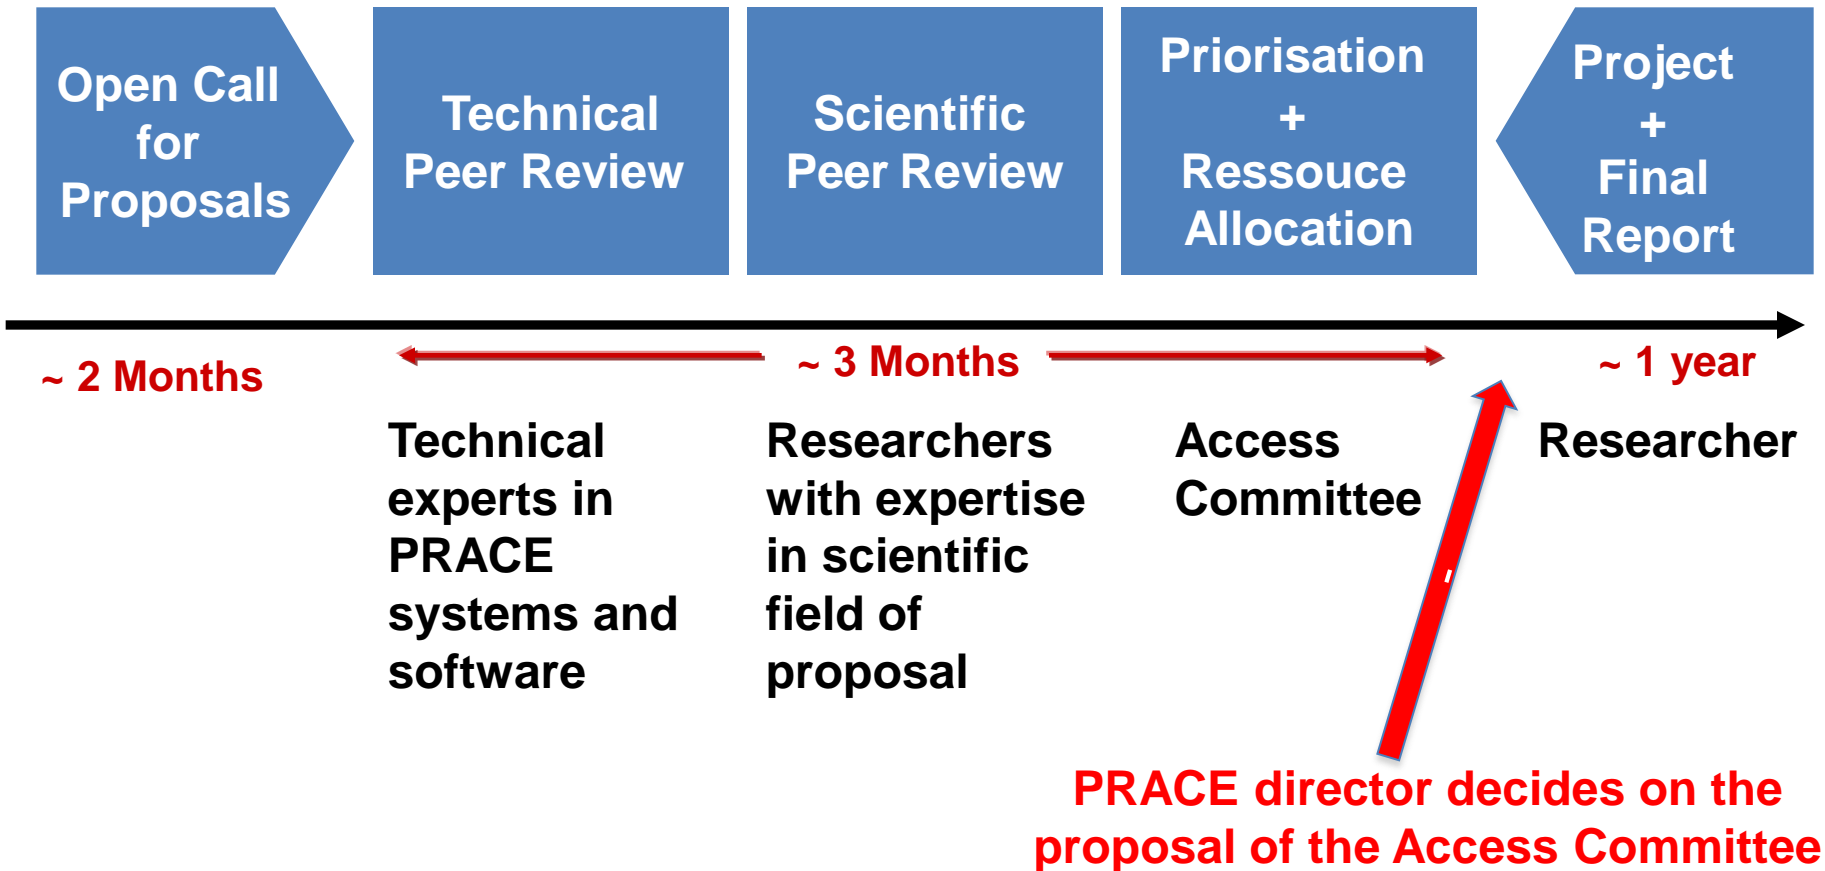 Open Call
for
Proposals
Technical
Peer Review
Scientific
Peer Review
Priorisation
+
Ressouce
Allocation
Project
+
Final
Report
~ 2 Months
~ 3 Months
~ 1 year
Technical
experts in
PRACE
systems and
software
Researchers
with expertise
in scientific
field of
proposal
Access
Committee
Researcher
PRACE director decides on the
proposal of the Access Committee